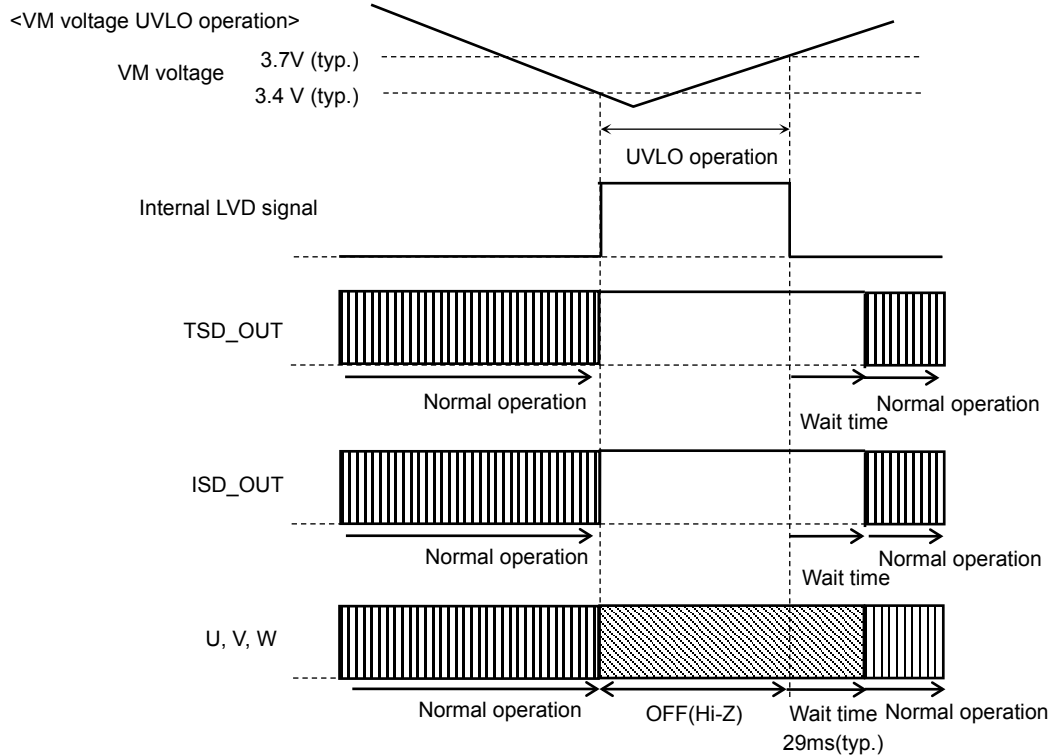 <VM voltage UVLO operation>
3.7V (typ.)
VM voltage
3.4 V (typ.)
UVLO operation
Internal LVD signal
TSD_OUT
Normal operation
Normal operation
Wait time
ISD_OUT
Normal operation
Normal operation
Wait time
U, V, W
Normal operation
OFF(Hi-Z)
Wait time
Normal operation
29ms(typ.)